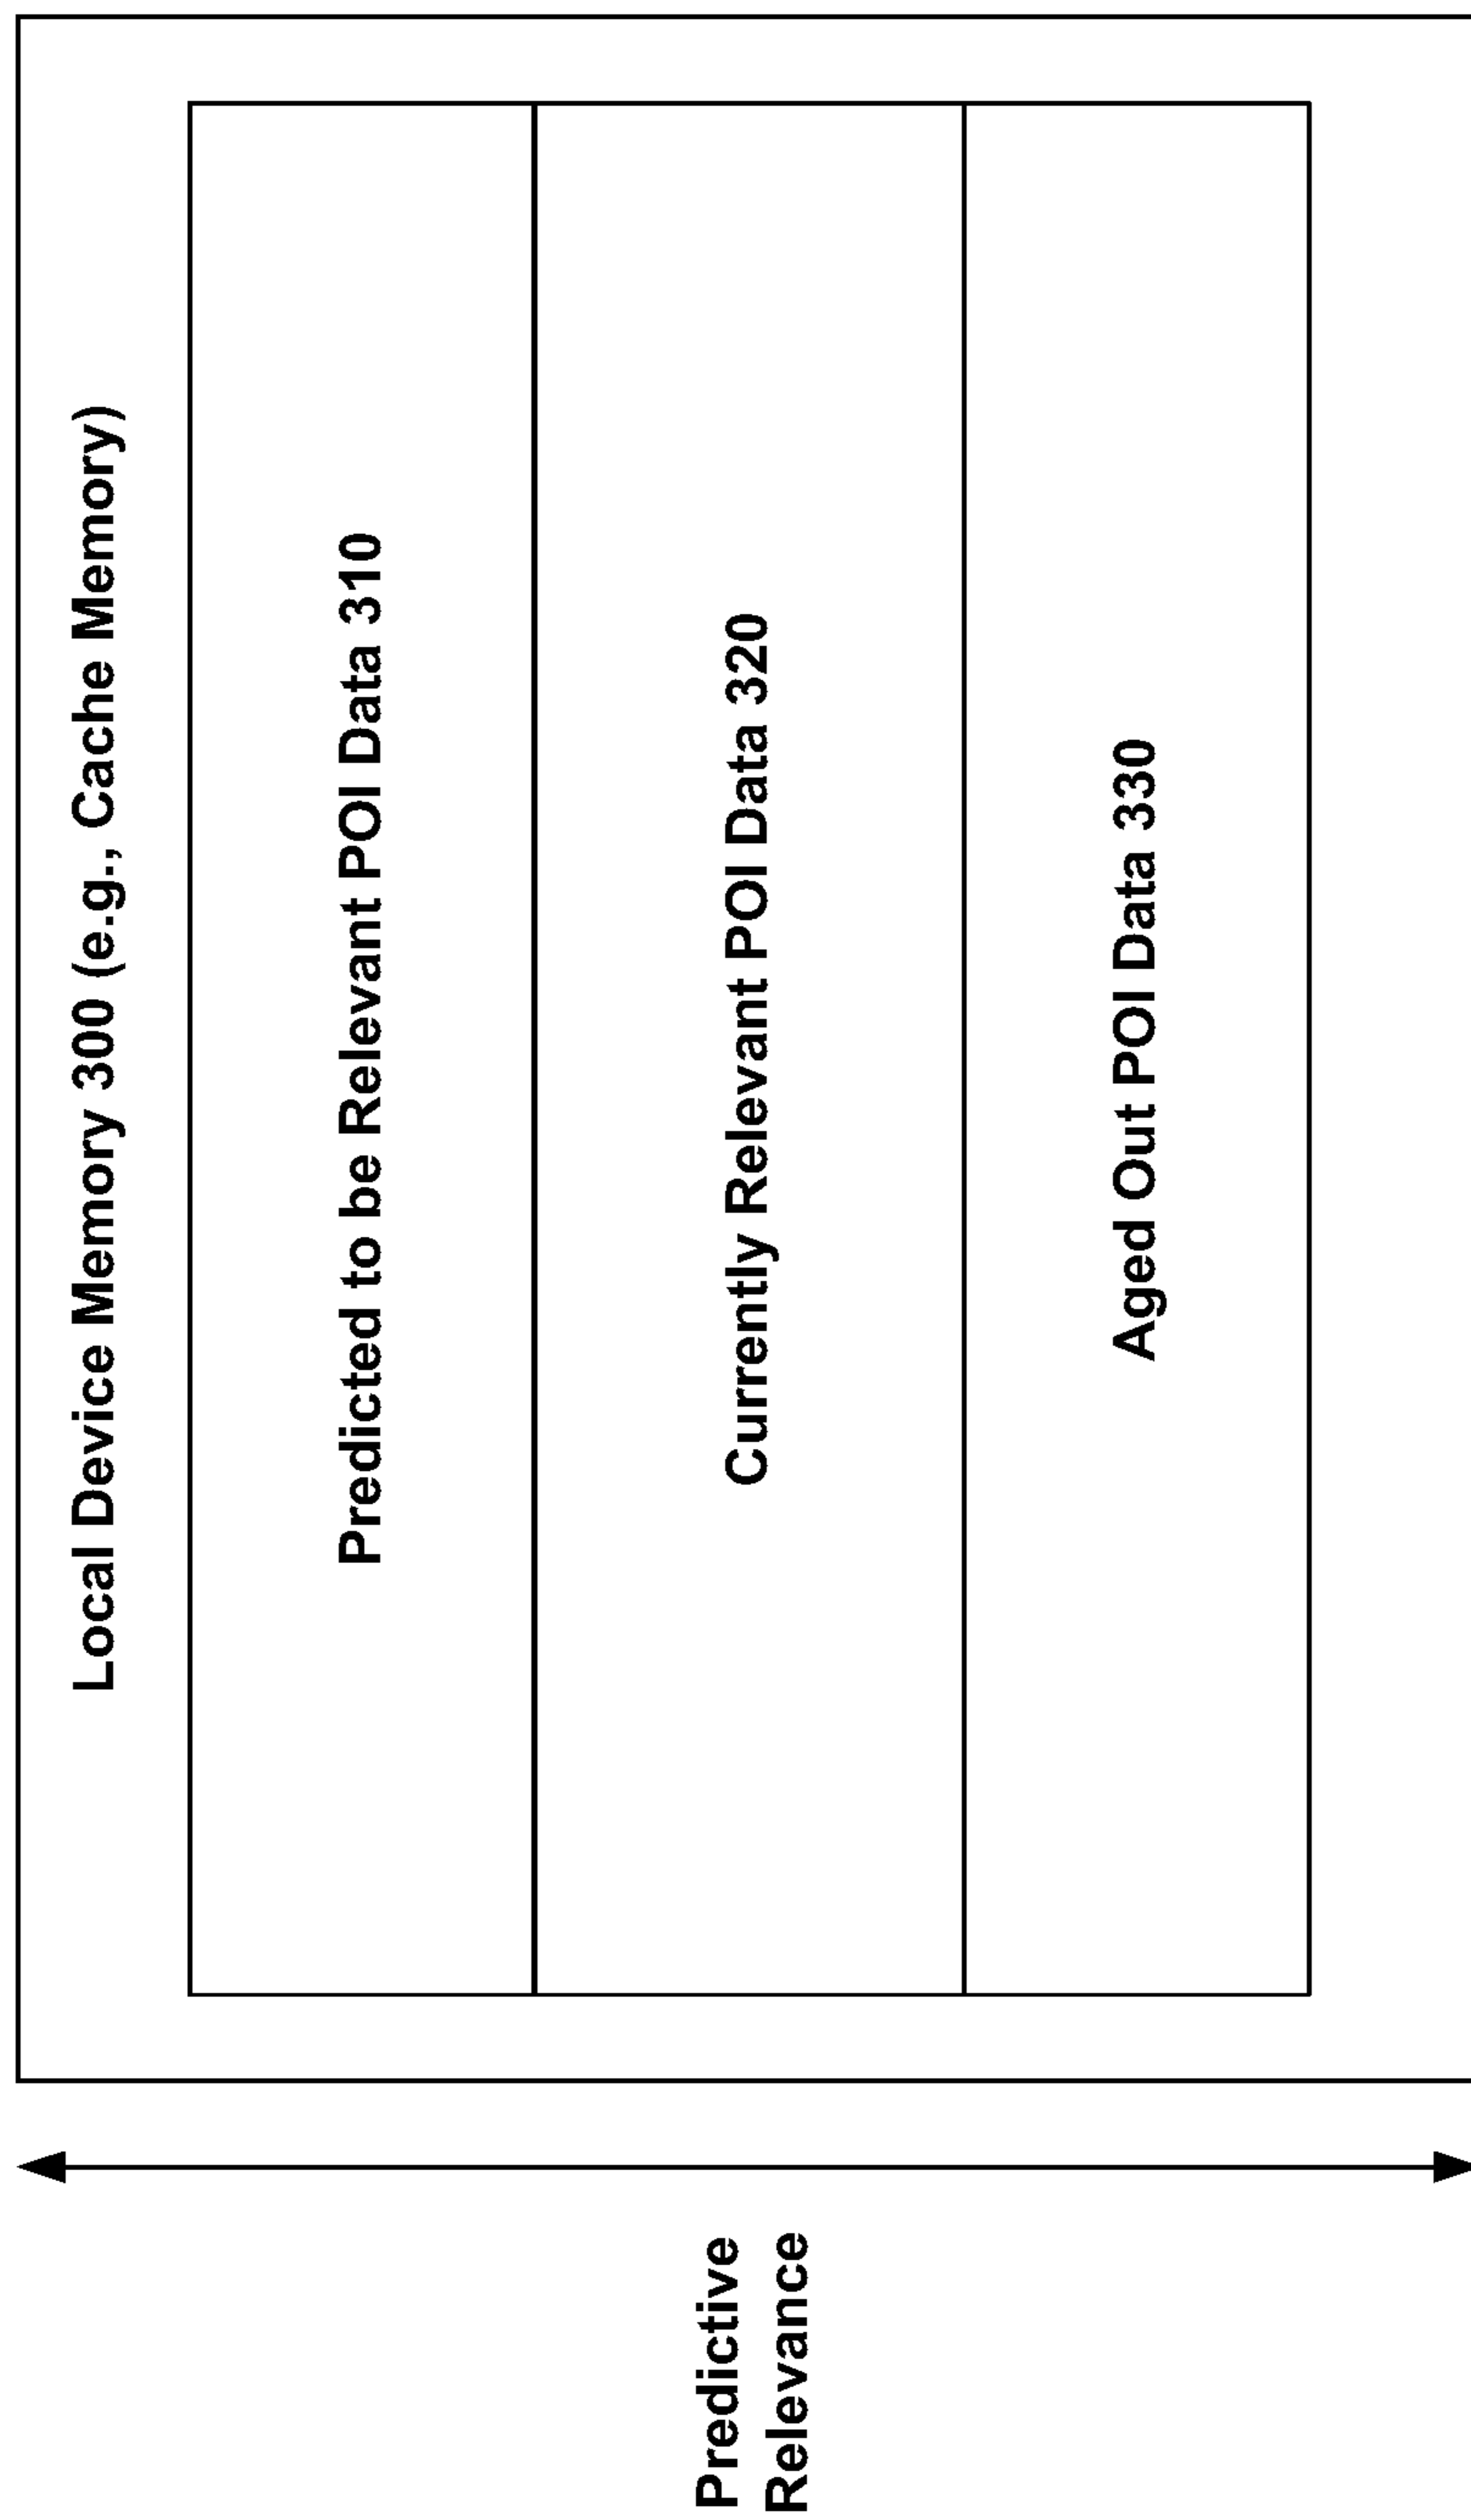 Local Device Memory 300 (e.g., Cache Memory)
Predicted to be Relevant POI Data 310
Currently Relevant POI Data 320
Aged Out POI Data 330
Predictive
Relevance